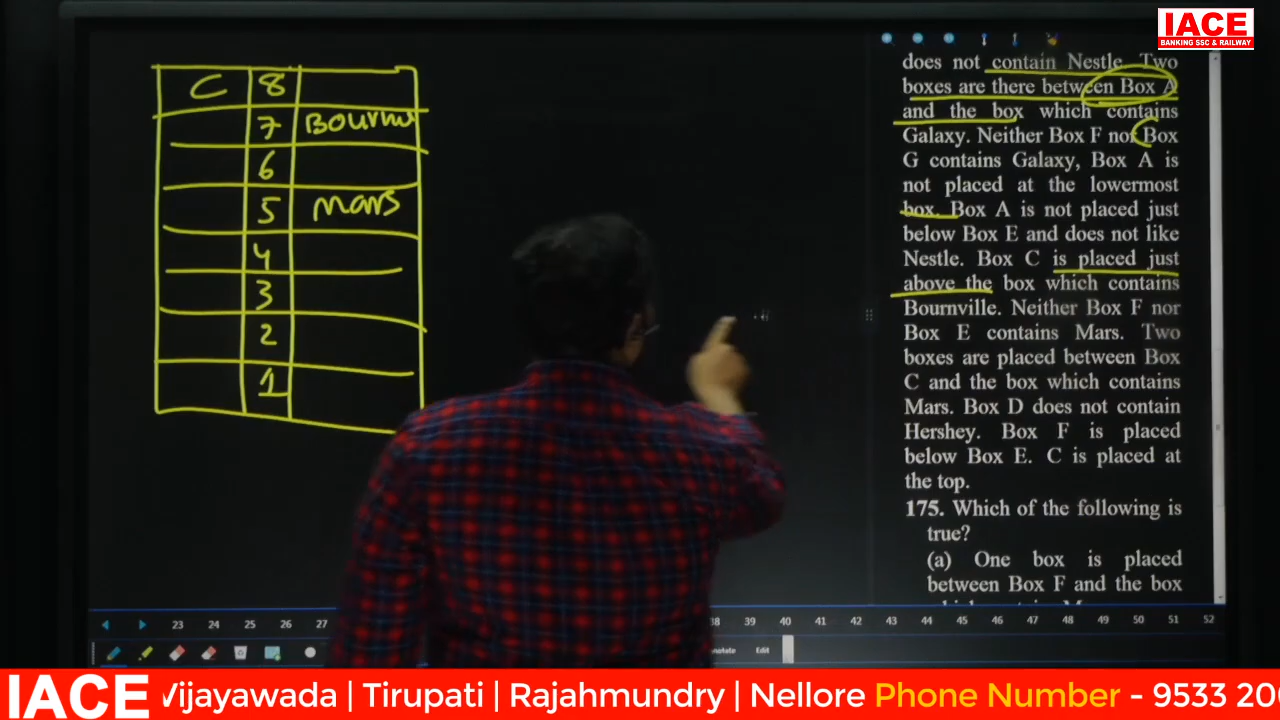 IACE
BANKING SSC & RAILWAY
C 8
7 Bournv
6
5 Mars
4
3
2
1
does not contain Nestle. Two
boxes are there between Box A
and the box which contains
Galaxy. Neither Box F nor Box
G contains Galaxy, Box A is
not placed at the lowermost
box. Box A is not placed just
below Box E and does not like
Nestle. Box C is placed just
above the box which contains
Bournville. Neither Box F nor
Box E contains Mars. Two
boxes are placed between Box
C and the box which contains
Mars. Box D does not contain
Hershey. Box F is placed
below Box E. C is placed at
the top.
175. Which of the following is
true?
(a) One box is placed
between Box F and the box
23 24 25 26 27 38 39 40 41 42 43 44 45 46 47 48 49 50 51 52
Edit
IACE Vijayawada | Tirupati | Rajahmundry | Nellore Phone Number - 9533 200